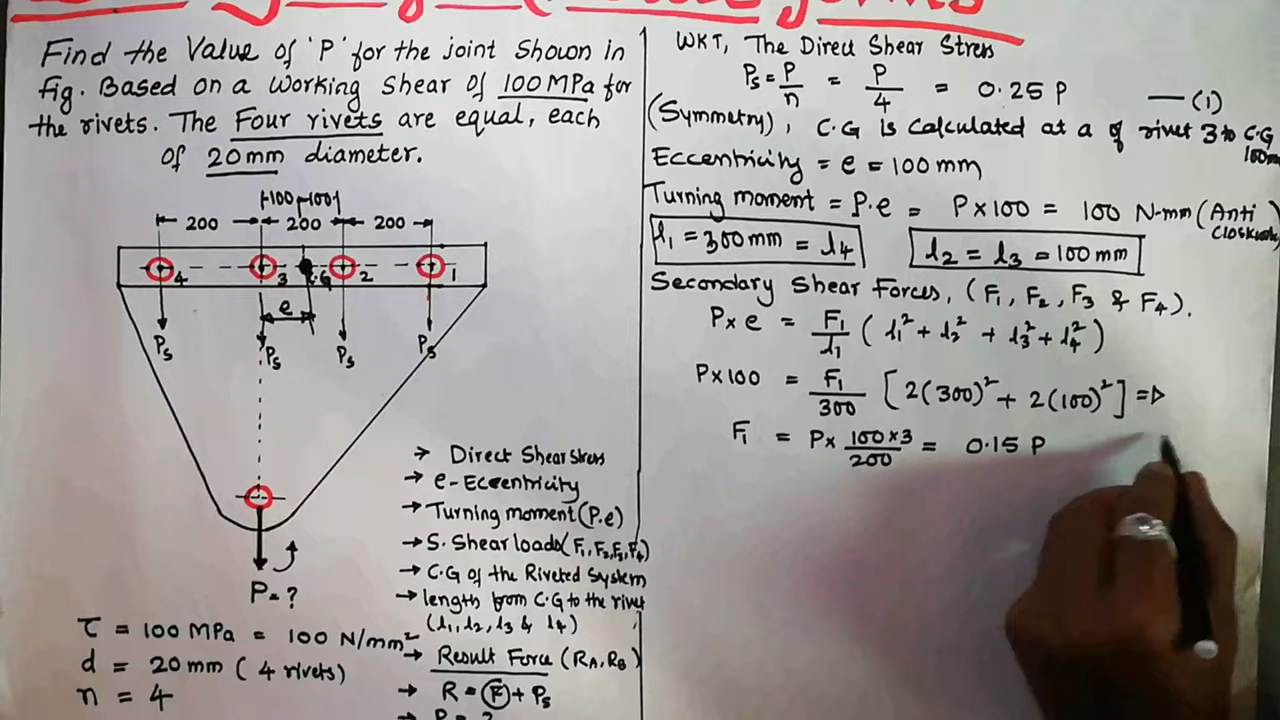 Find the Value of 'P' for the joint Shown in
fig. Based on a working Shear of 100 MPa for
the rivets. The Four rivets are equal, each
of 20mm diameter.
100 100
200 200 200
4 3 C.G 2 1
e
Ps Ps Ps Ps
P = ?
τ = 100 MPa = 100 N/mm²
d = 20mm ( 4 rivets)
n = 4
→ Direct Shear Stress
→ e-Eccentricity
→ Turning moment (P.e)
→ S. Shear loads (F₁, F₂, F₃, F₄)
→ C.G of the Riveted System
→ length from C.G to the rivet
(l₁, l₂, l₃ & l₄)
→ Result Force (RA, RB)
→ R = F + Ps
→ P = ?
WKT, The Direct Shear Stress
Ps = P/n = P/4 = 0.25 P —(1)
(Symmetry), C.G is Calculated at a of rivet 3 to C.G
100m
Eccentricity = e = 100 mm
Turning moment = P.e = P×100 = 100 N-mm (Anti
Clockwise)
l₁ = 300mm = l₄ l₂ = l₃ = 100 mm
Secondary Shear Forces, (F₁, F₂, F₃ & F₄).
P×e = F₁/l₁ (l₁² + l₂² + l₃² + l₄²)
P×100 = F₁/300 [2(300)² + 2(100)²] ⇒
F₁ = P× 100×3/200 = 0.15 P